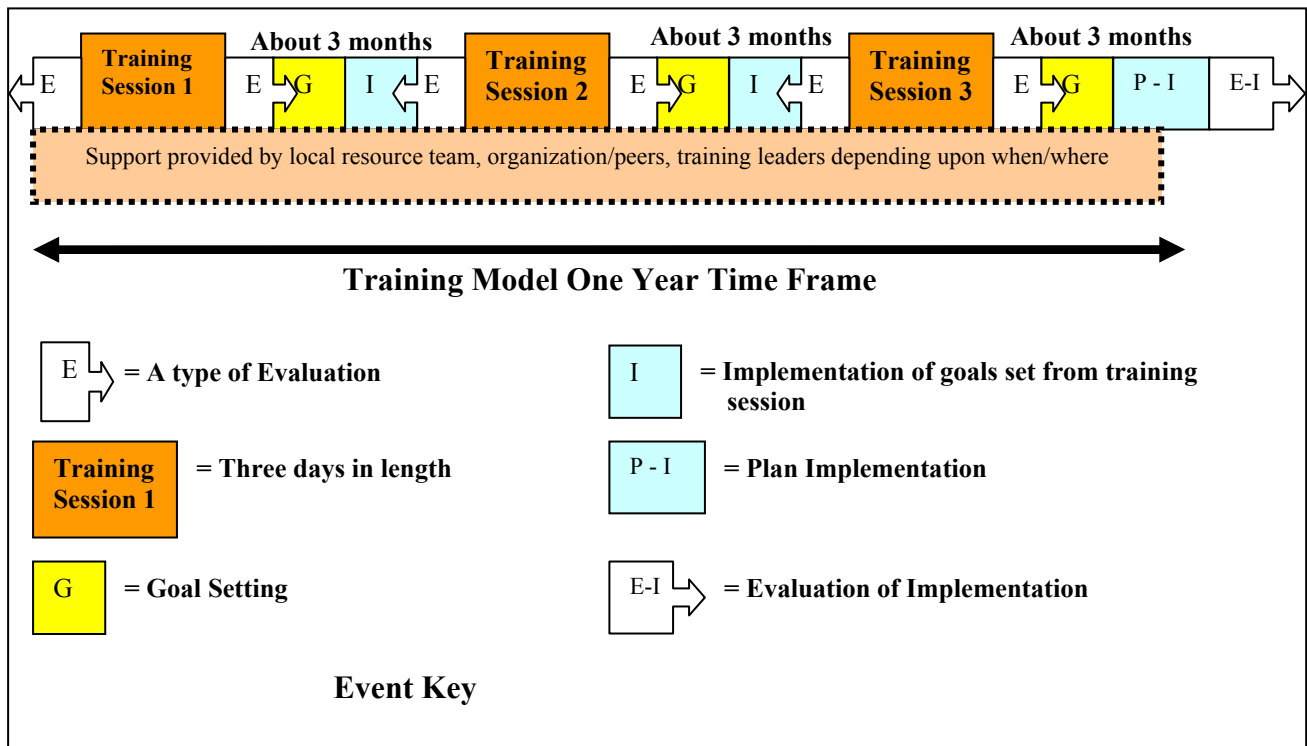 About 3 months
About 3 months
About 3 months
E
Training
Session 1
E
G
I
E
Training
Session 2
E
G
I
E
Training
Session 3
E
G
P - I
E-I
Support provided by local resource team, organization/peers, training leaders depending upon when/where
Training Model One Year Time Frame
E
= A type of Evaluation
I
= Implementation of goals set from training
session
Training
Session 1
= Three days in length
P - I
= Plan Implementation
G
= Goal Setting
E-I
= Evaluation of Implementation
Event Key